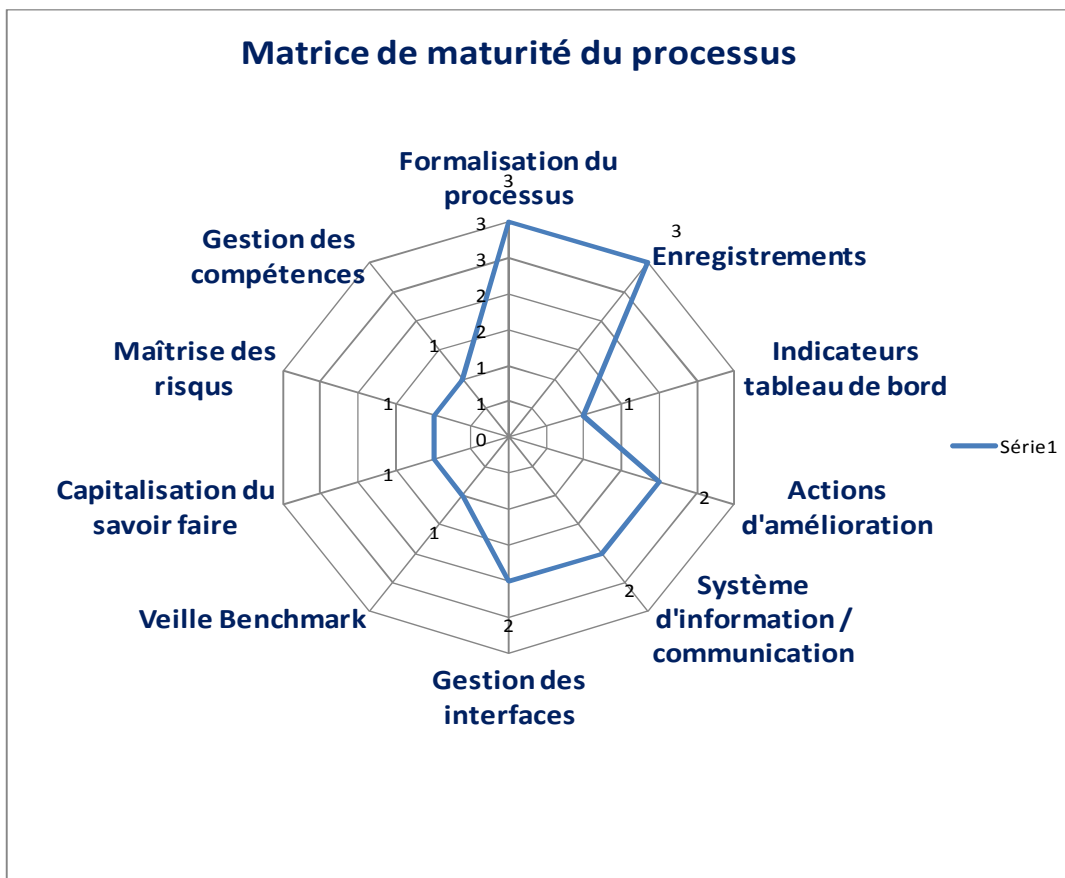 Matrice de maturité du processus
Formalisation du
3
processus
3
Enregistrements
Indicateurs
tableau de bord
1
Actions
d'amélioration
2
Système
d'information /
communication
2
Gestion des
interfaces
2
Veille Benchmark
1
Capitalisation du
savoir faire
1
Maîtrise des
risqus
1
Gestion des
compétences
1
3
3
2
2
1
1
0
Série1